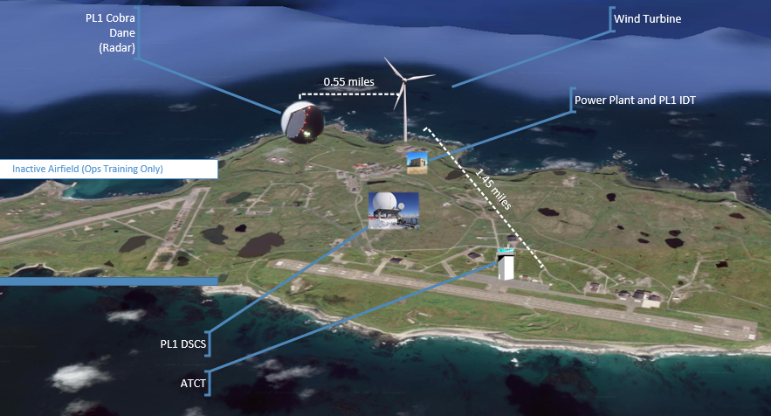 PL1 Cobra
Dane
(Radar)
Wind Turbine
0.55 miles
Power Plant and PL1 IDT
Inactive Airfield (Ops Training Only)
1.45 miles
PL1 DSCS
ATCT